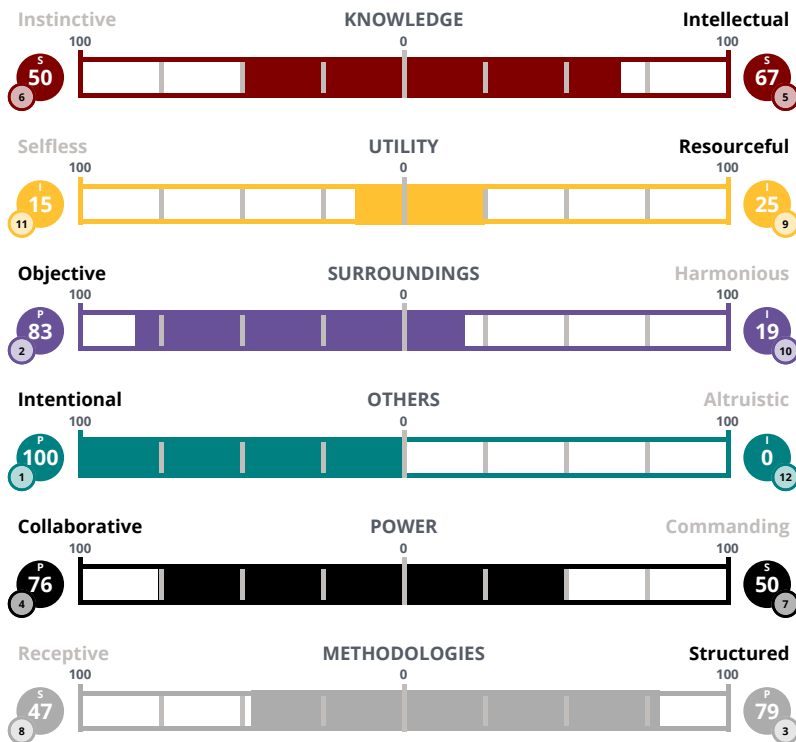 Instinctive KNOWLEDGE Intellectual
100 0 100
S 50 6 S 67 5
Selfless UTILITY Resourceful
100 0 100
I 15 11 I 25 9
Objective SURROUNDINGS Harmonious
100 0 100
P 83 2 I 19 10
Intentional OTHERS Altruistic
100 0 100
P 100 1 I 0 12
Collaborative POWER Commanding
100 0 100
P 76 4 S 50 7
Receptive METHODOLOGIES Structured
100 0 100
S 47 8 P 79 3